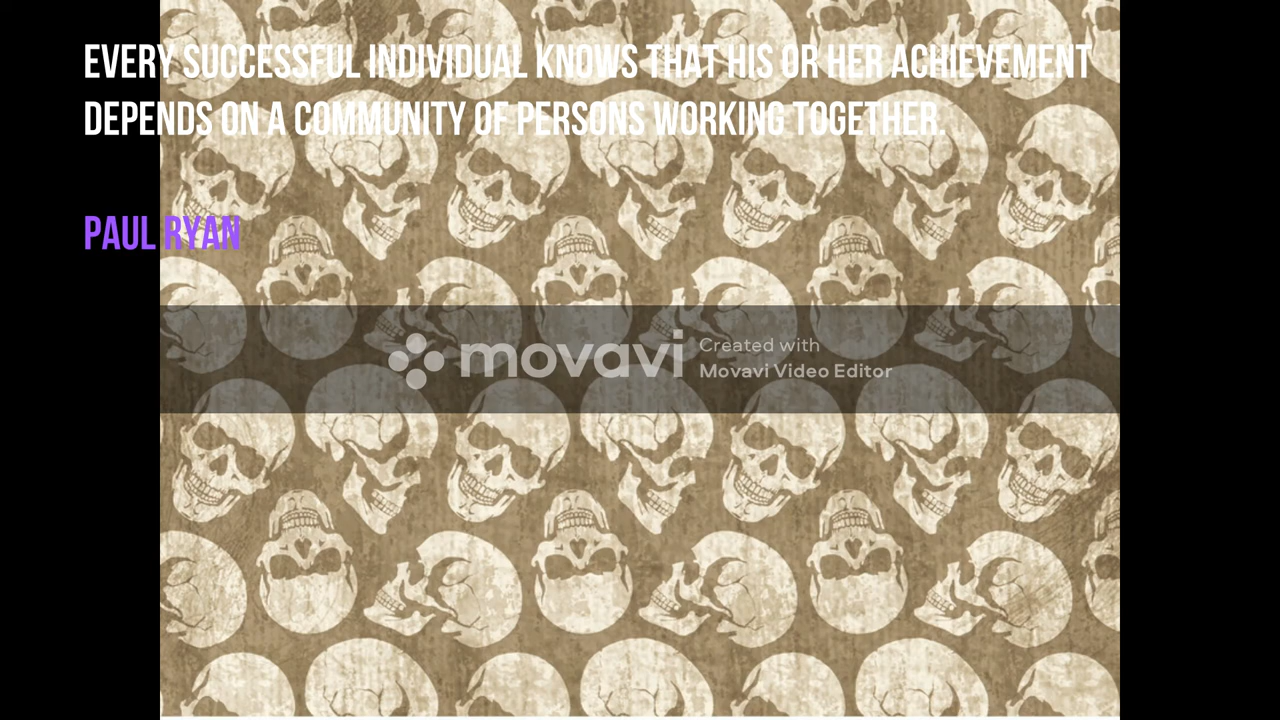 EVERY SUCCESSFUL INDIVIDUAL KNOWS THAT HIS OR HER ACHIEVEMENT
DEPENDS ON A COMMUNITY OF PERSONS WORKING TOGETHER.
PAUL RYAN
movavi
Created with
Movavi Video Editor